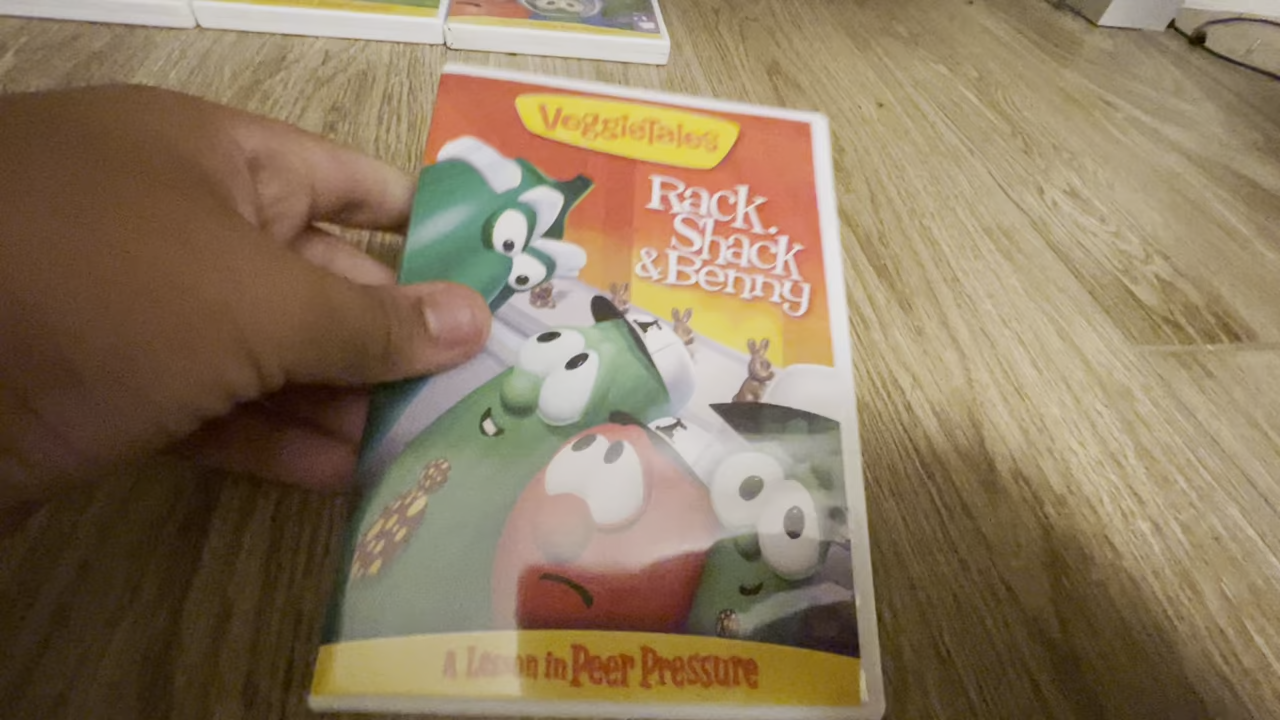 VeggieTales
Rack,
Shack
& Benny
A Lesson in Peer Pressure